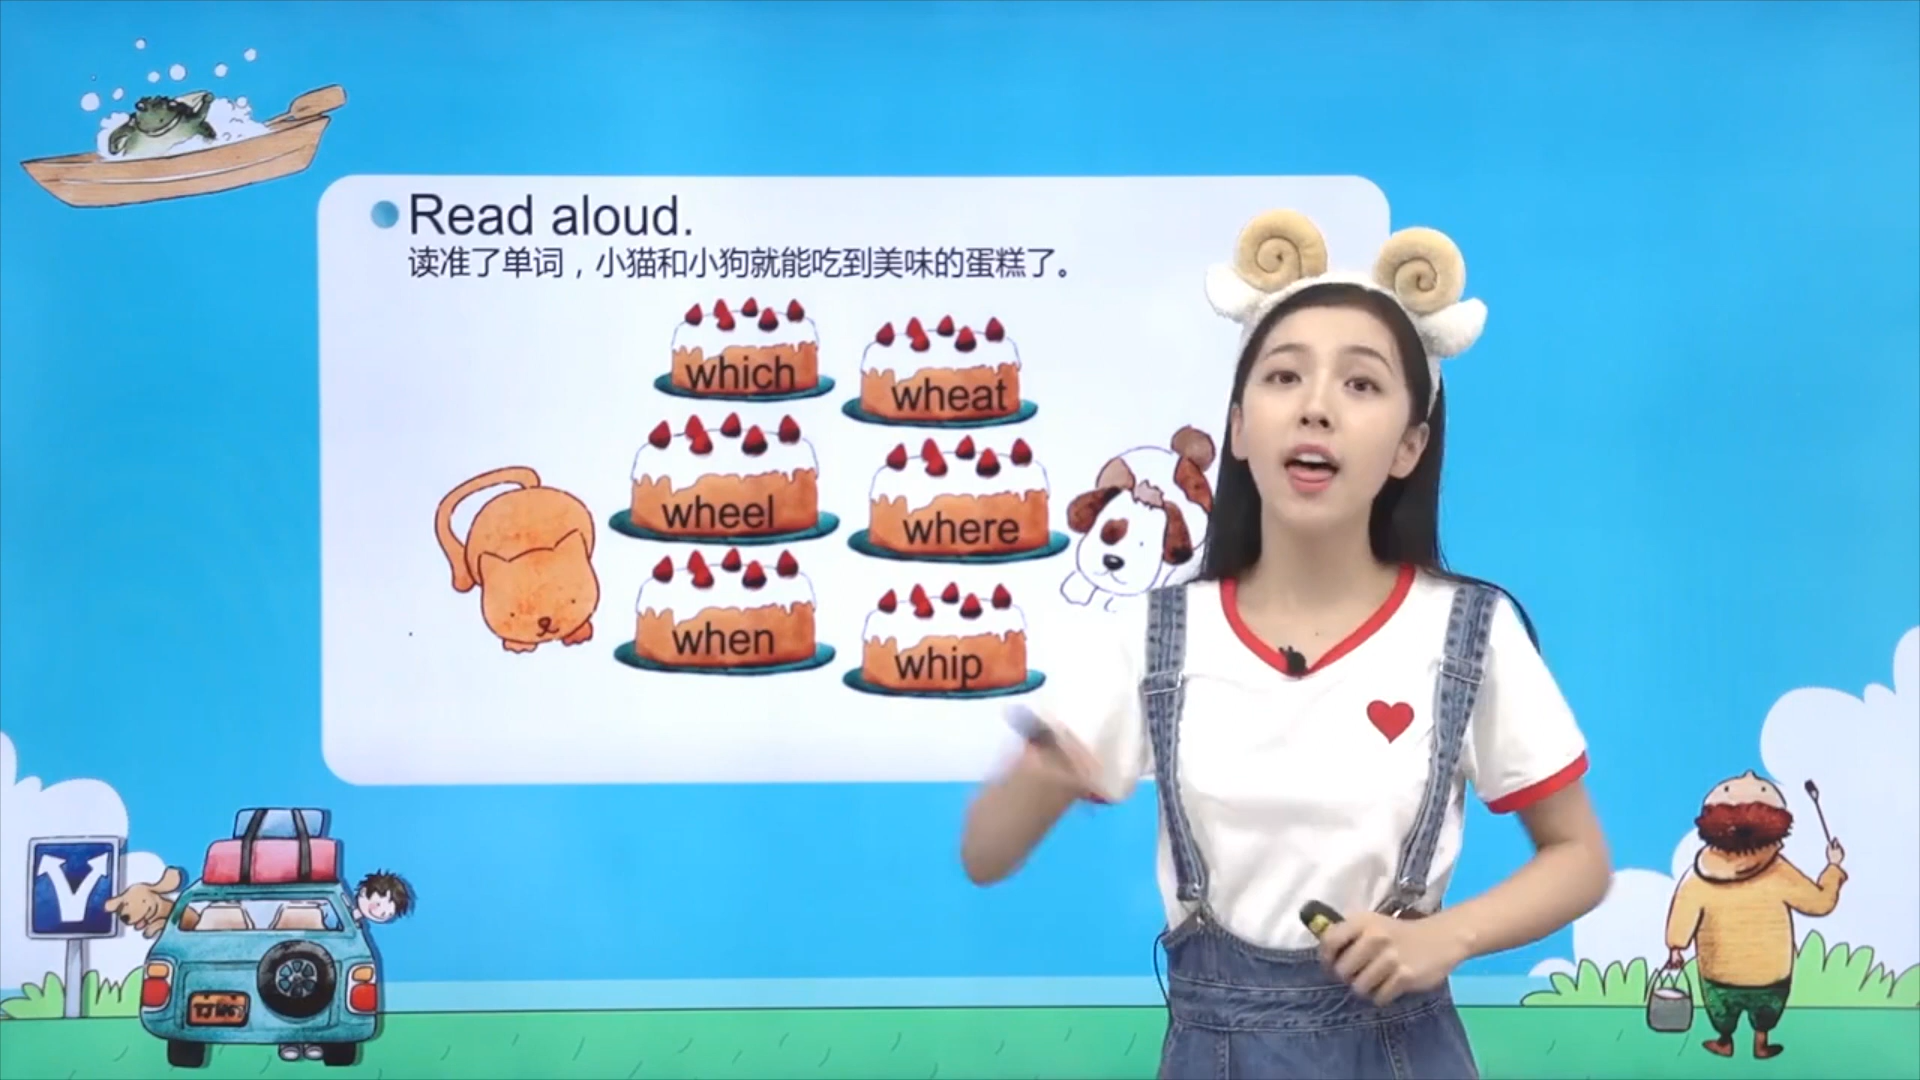 Read aloud.
读准了单词，小猫和小狗就能吃到美味的蛋糕了。
which
wheat
wheel
where
when
whip